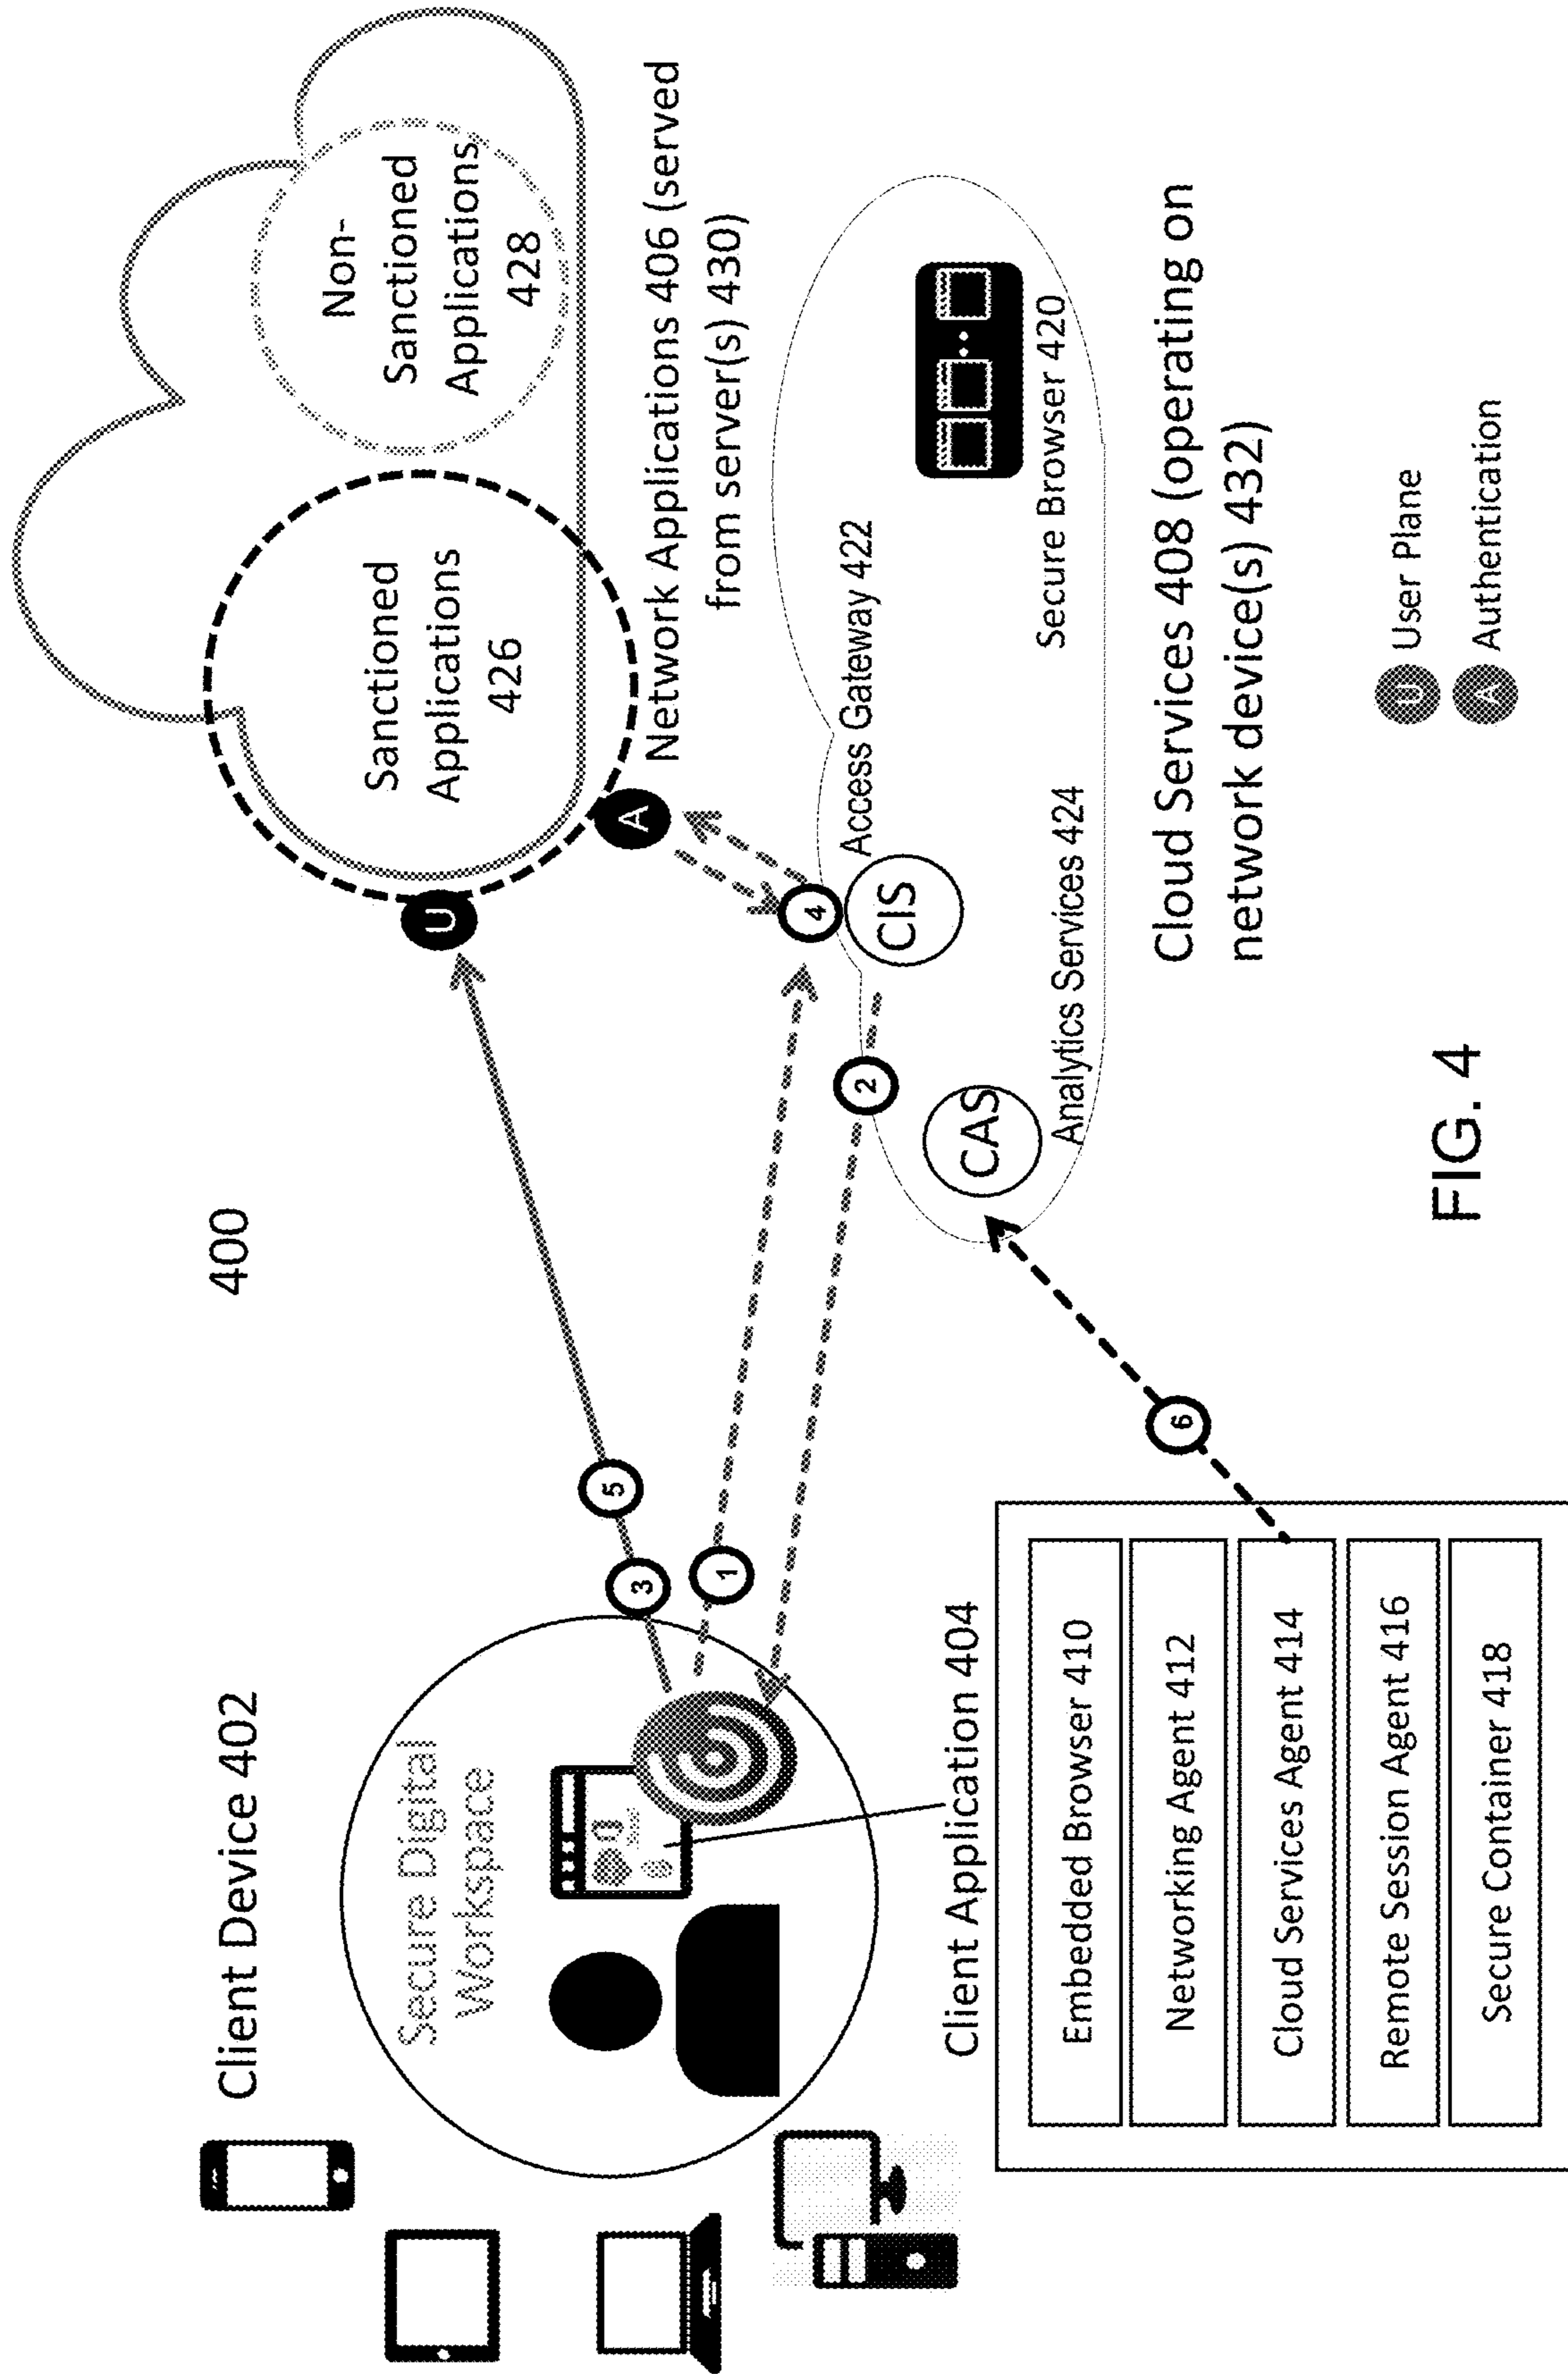 400
Client Device 402
Secure Digital
Workspace
Client Application 404
Embedded Browser 410
Networking Agent 412
Cloud Services Agent 414
Remote Session Agent 416
Secure Container 418
3
5
1
2
4
6
U
A
Sanctioned
Applications
426
Non-
Sanctioned
Applications
428
Network Applications 406 (served
from server(s) 430)
Access Gateway 422
CIS
CAS
Analytics Services 424
Secure Browser 420
Cloud Services 408 (operating on
network device(s) 432)
U User Plane
A Authentication
FIG. 4